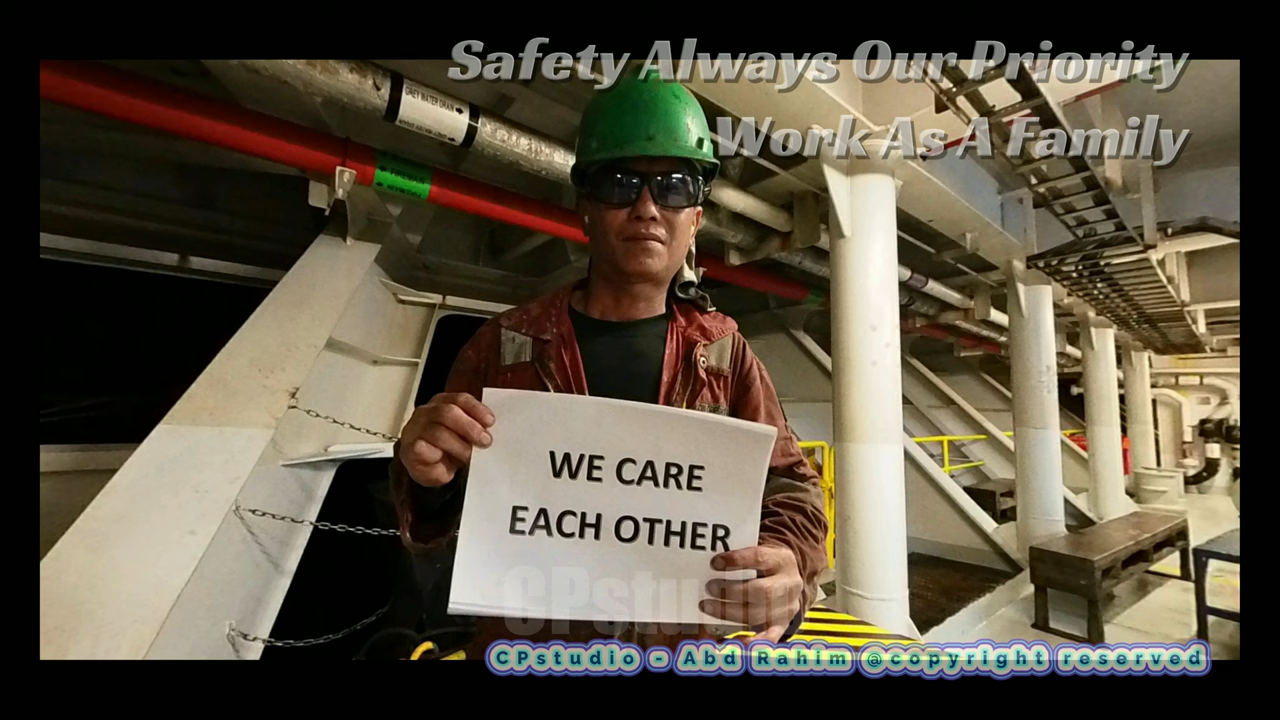 Safety Always Our Priority
Work As A Family
GREY WATER DRAIN
FIREWATER
WE CARE
EACH OTHER
CPstudio
CPstudio - Abd Rahim @copyright reserved